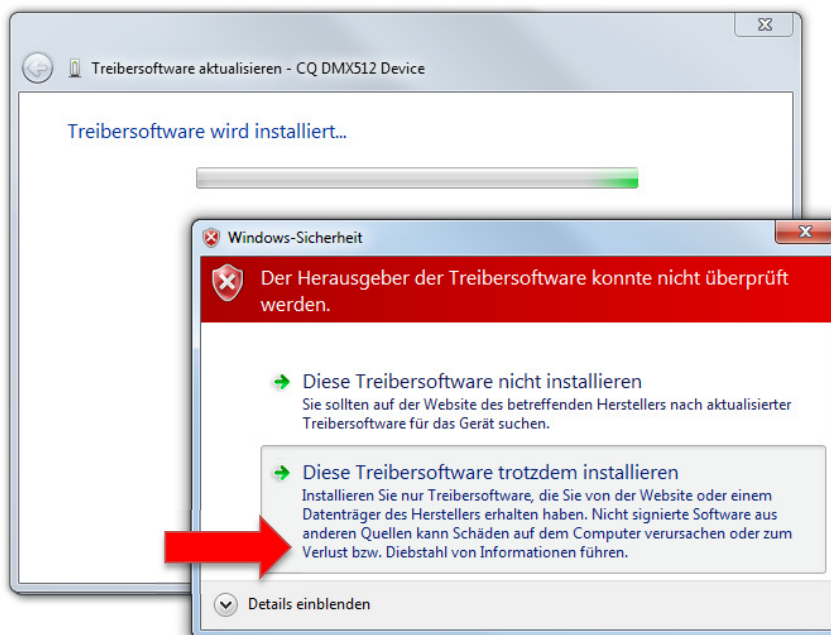 Treibersoftware aktualisieren - CQ DMX512 Device
Treibersoftware wird installiert...
Windows-Sicherheit
Der Herausgeber der Treibersoftware konnte nicht überprüft
werden.
Diese Treibersoftware nicht installieren
Sie sollten auf der Website des betreffenden Herstellers nach aktualisierter
Treibersoftware für das Gerät suchen.
Diese Treibersoftware trotzdem installieren
Installieren Sie nur Treibersoftware, die Sie von der Website oder einem
Datenträger des Herstellers erhalten haben. Nicht signierte Software aus
anderen Quellen kann Schäden auf dem Computer verursachen oder zum
Verlust bzw. Diebstahl von Informationen führen.
Details einblenden